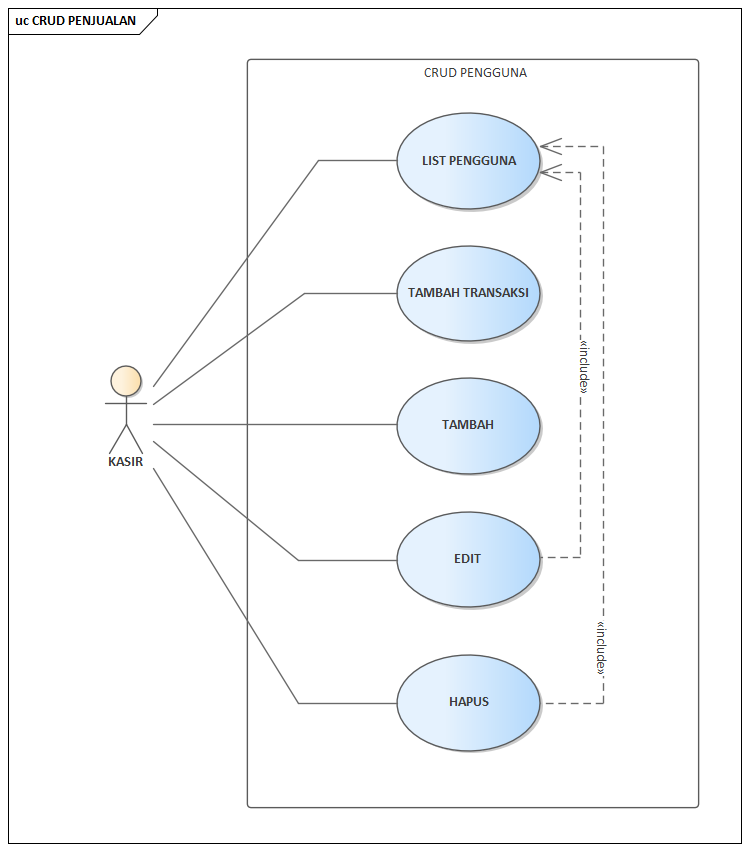 uc CRUD PENJUALAN
CRUD PENGGUNA
LIST PENGGUNA
TAMBAH TRANSAKSI
«include»
TAMBAH
KASIR
EDIT
«include»
HAPUS